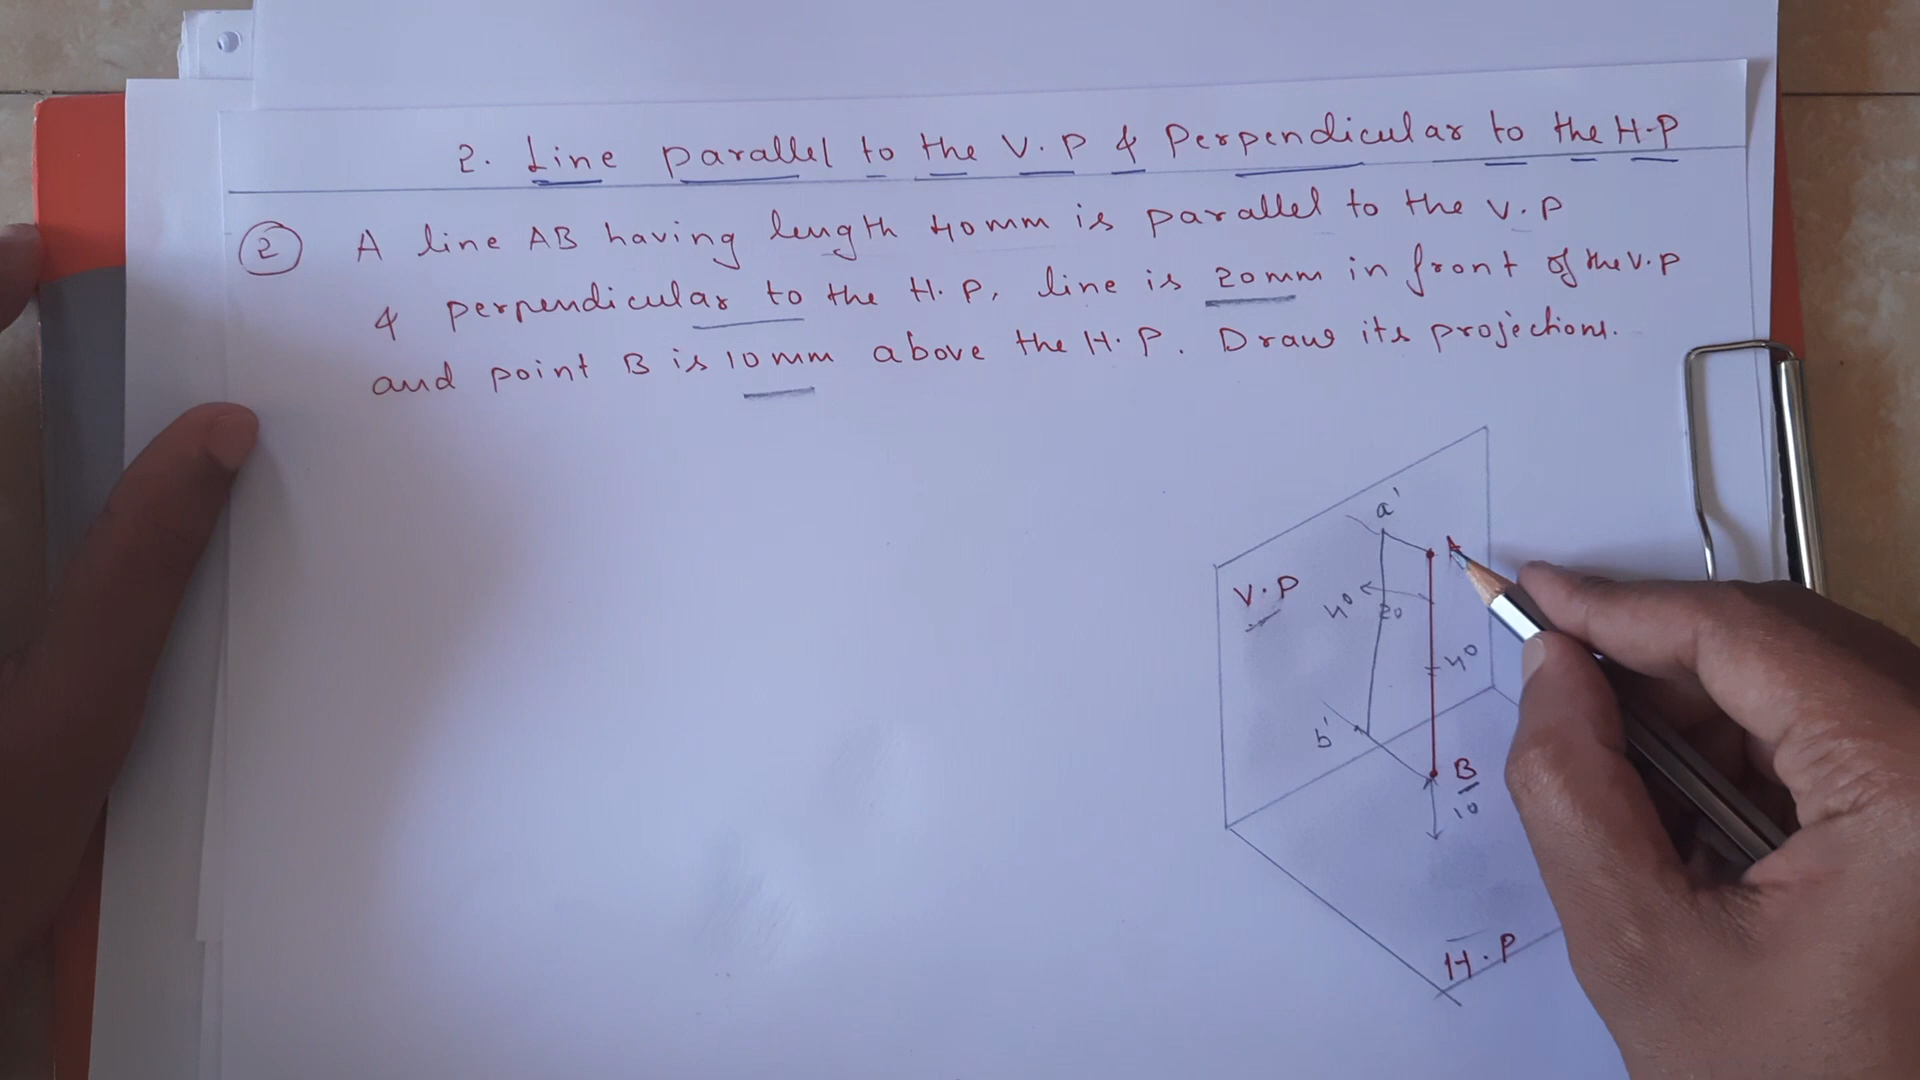 2. Line parallel to the V.P & Perpendicular to the H.P
② A line AB having length 40mm is parallel to the V.P
& perpendicular to the H.P, line is 20mm in front of the V.P
and point B is 10mm above the H.P. Draw its projections.
a'
A
V.P
40
20
40
b'
B
10
H.P